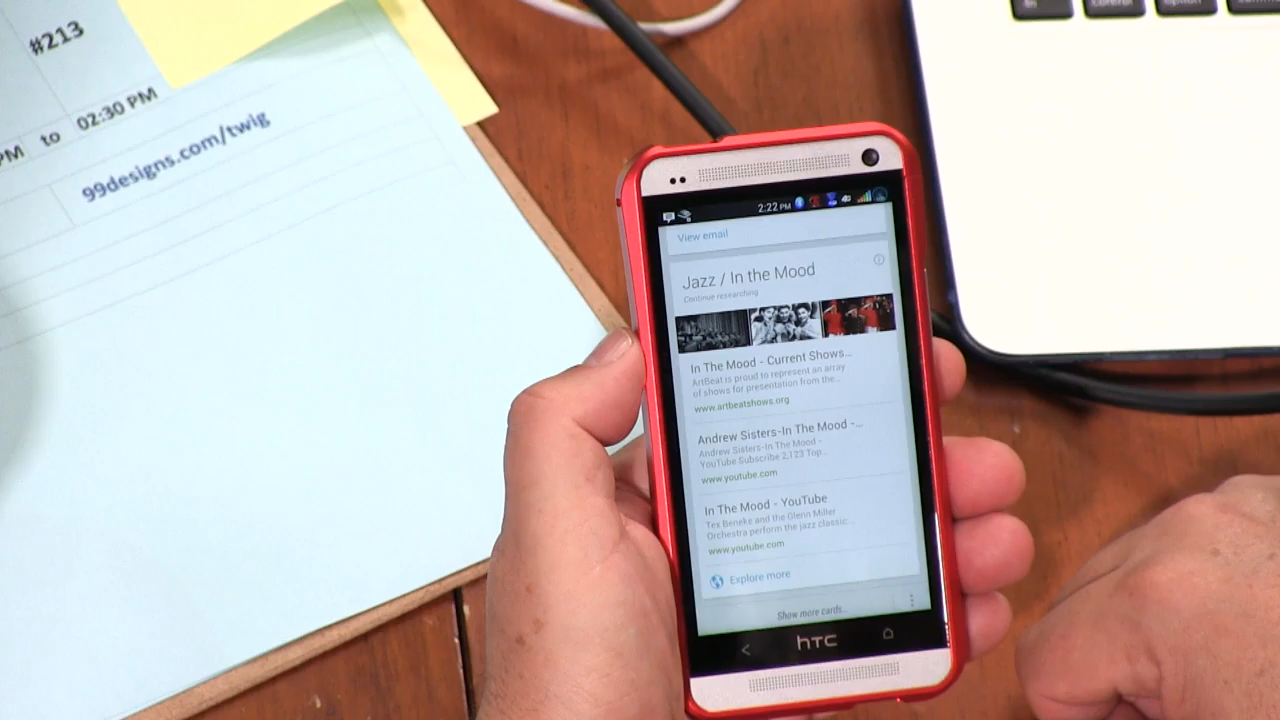 #213
PM to 02:30 PM
99designs.com/twig
control
option
2:22 PM
View email
Jazz / In the Mood
Continue researching
In The Mood - Current Shows...
ArtBeat is proud to represent an array
of shows for presentation from the...
www.artbeatshows.org
Andrew Sisters-In The Mood -...
Andrew Sisters-In The Mood -
YouTube Subscribe 2,123 Top...
www.youtube.com
In The Mood - YouTube
Tex Beneke and the Glenn Miller
Orchestra perform the jazz classic:...
www.youtube.com
Explore more
Show more cards...
hTC